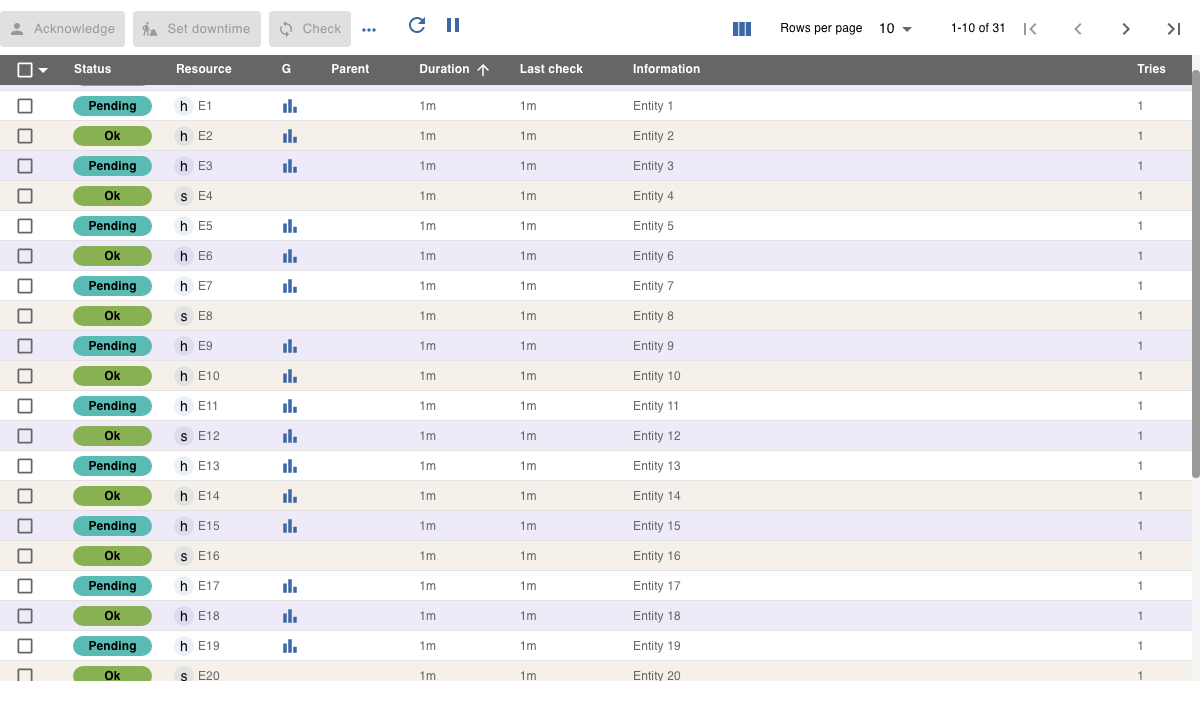 Acknowledge Set downtime Check Rows per page 10 1-10 of 31
Status Resource G Parent Duration Last check Information Tries
Pending h E1 1m 1m Entity 1 1
Ok h E2 1m 1m Entity 2 1
Pending h E3 1m 1m Entity 3 1
Ok s E4 1m 1m Entity 4 1
Pending h E5 1m 1m Entity 5 1
Ok h E6 1m 1m Entity 6 1
Pending h E7 1m 1m Entity 7 1
Ok s E8 1m 1m Entity 8 1
Pending h E9 1m 1m Entity 9 1
Ok h E10 1m 1m Entity 10 1
Pending h E11 1m 1m Entity 11 1
Ok s E12 1m 1m Entity 12 1
Pending h E13 1m 1m Entity 13 1
Ok h E14 1m 1m Entity 14 1
Pending h E15 1m 1m Entity 15 1
Ok s E16 1m 1m Entity 16 1
Pending h E17 1m 1m Entity 17 1
Ok h E18 1m 1m Entity 18 1
Pending h E19 1m 1m Entity 19 1
Ok s E20 1m 1m Entity 20 1